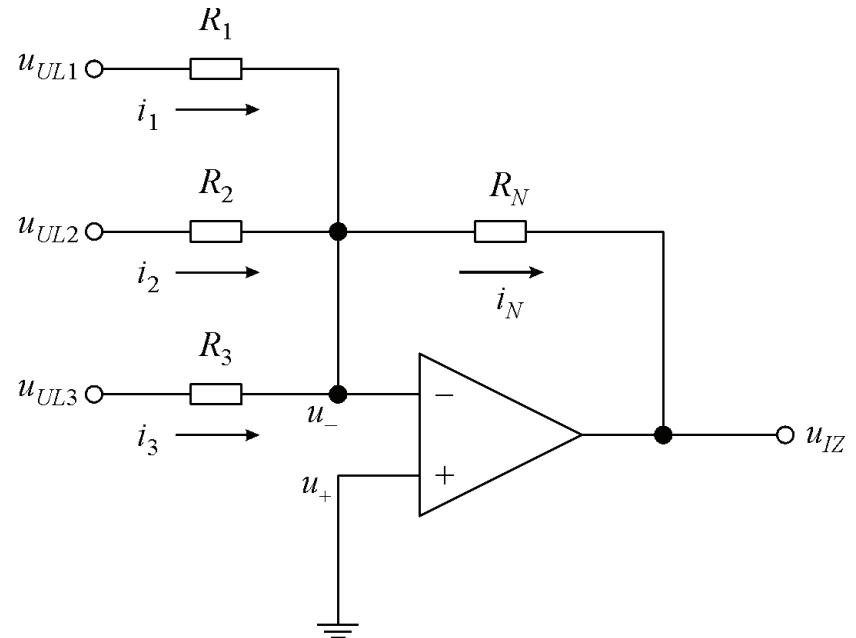 R1
uUL1
i1
R2
RN
uUL2
i2
iN
R3
uUL3
u−
−
i3
uIZ
u+
+